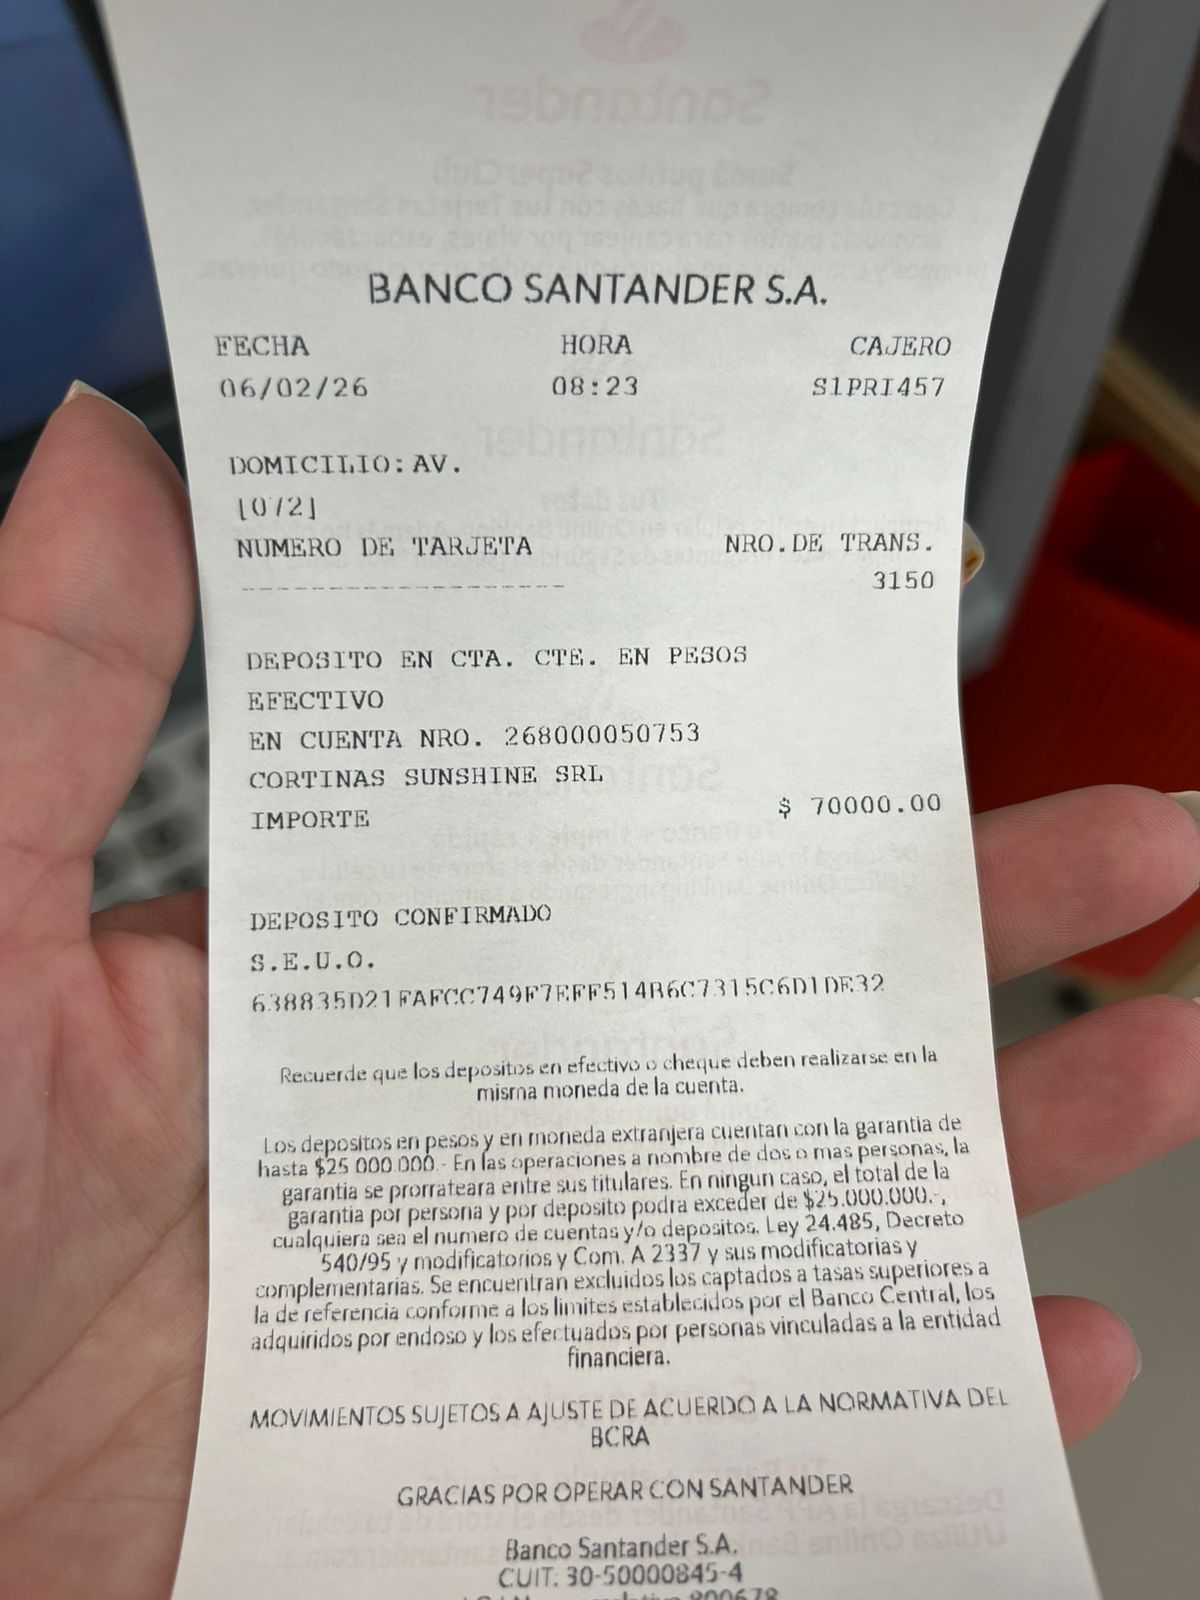 BANCO SANTANDER S.A.
FECHA HORA CAJERO
06/02/26 08:23 S1PRI457
DOMICILIO: AV.
[072]
NUMERO DE TARJETA NRO.DE TRANS.
------------------- 3150
DEPOSITO EN CTA. CTE. EN PESOS
EFECTIVO
EN CUENTA NRO. 268000050753
CORTINAS SUNSHINE SRL
IMPORTE $ 70000.00
DEPOSITO CONFIRMADO
S.E.U.O.
638835D21FAFCC749F7EFF514B6C7315C6D1DE32
Recuerde que los depositos en efectivo o cheque deben realizarse en la
misma moneda de la cuenta.
Los depositos en pesos y en moneda extranjera cuentan con la garantia de
hasta $25.000.000.- En las operaciones a nombre de dos o mas personas, la
garantia se prorrateara entre sus titulares. En ningun caso, el total de la
garantia por persona y por deposito podra exceder de $25.000.000.-,
cualquiera sea el numero de cuentas y/o depositos. Ley 24.485, Decreto
540/95 y modificatorios y Com. A 2337 y sus modificatorias y
complementarias. Se encuentran excluidos los captados a tasas superiores a
la de referencia conforme a los limites establecidos por el Banco Central, los
adquiridos por endoso y los efectuados por personas vinculadas a la entidad
financiera.
MOVIMIENTOS SUJETOS A AJUSTE DE ACUERDO A LA NORMATIVA DEL
BCRA
GRACIAS POR OPERAR CON SANTANDER
Banco Santander S.A.
CUIT: 30-50000845-4